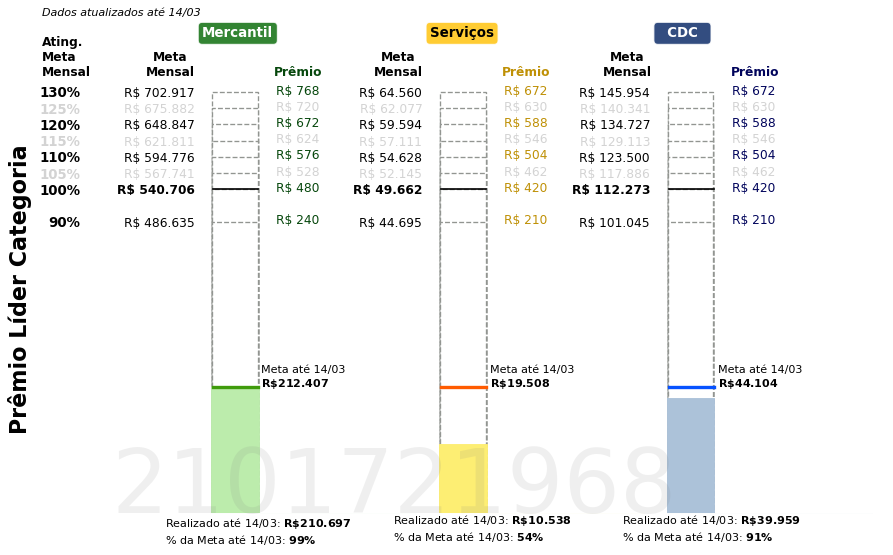 Dados atualizados até 14/03
Mercantil Serviços CDC
Ating. Meta Mensal Meta Mensal Prêmio Meta Mensal Prêmio Meta Mensal Prêmio
130% R$ 702.917 R$ 768 R$ 64.560 R$ 672 R$ 145.954 R$ 672
125% R$ 675.882 R$ 720 R$ 62.077 R$ 630 R$ 140.341 R$ 630
120% R$ 648.847 R$ 672 R$ 59.594 R$ 588 R$ 134.727 R$ 588
115% R$ 621.811 R$ 624 R$ 57.111 R$ 546 R$ 129.113 R$ 546
110% R$ 594.776 R$ 576 R$ 54.628 R$ 504 R$ 123.500 R$ 504
105% R$ 567.741 R$ 528 R$ 52.145 R$ 462 R$ 117.886 R$ 462
100% R$ 540.706 R$ 480 R$ 49.662 R$ 420 R$ 112.273 R$ 420
90% R$ 486.635 R$ 240 R$ 44.695 R$ 210 R$ 101.045 R$ 210
Prêmio Líder Categoria
Meta até 14/03 Meta até 14/03 Meta até 14/03
R$212.407 R$19.508 R$44.104
2101721968
Realizado até 14/03: R$210.697 Realizado até 14/03: R$10.538 Realizado até 14/03: R$39.959
% da Meta até 14/03: 99% % da Meta até 14/03: 54% % da Meta até 14/03: 91%